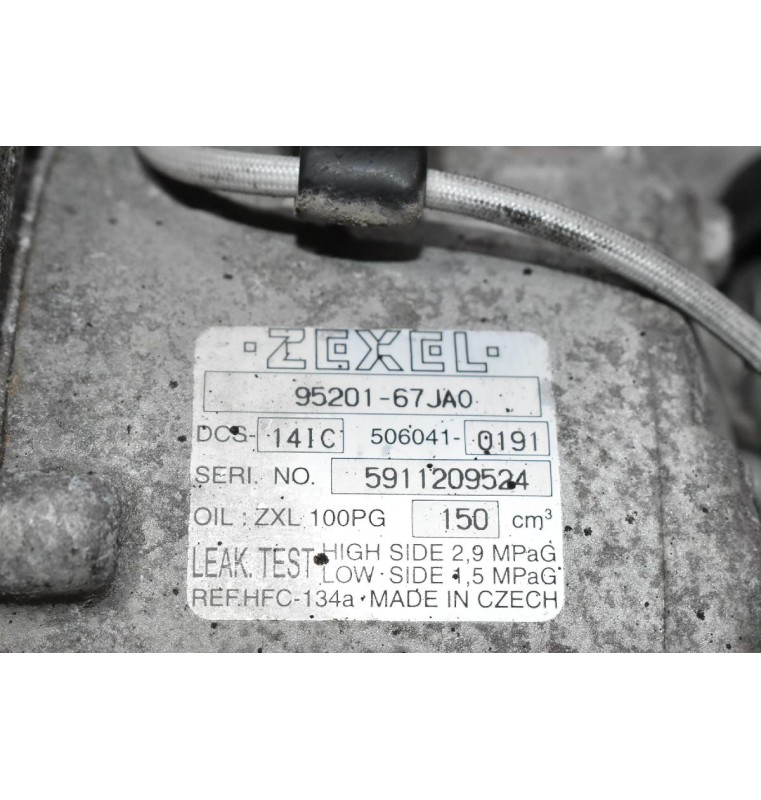 ·ZEXEL·
95201-67JA0
DCS- 14IC 506041- 0191
SERI. NO. 5911209524
OIL : ZXL 100PG 150 cm³
LEAK. TEST HIGH SIDE 2,9 MPaG
LOW · SIDE 1,5 MPaG
REF.HFC-134a · MADE IN CZECH